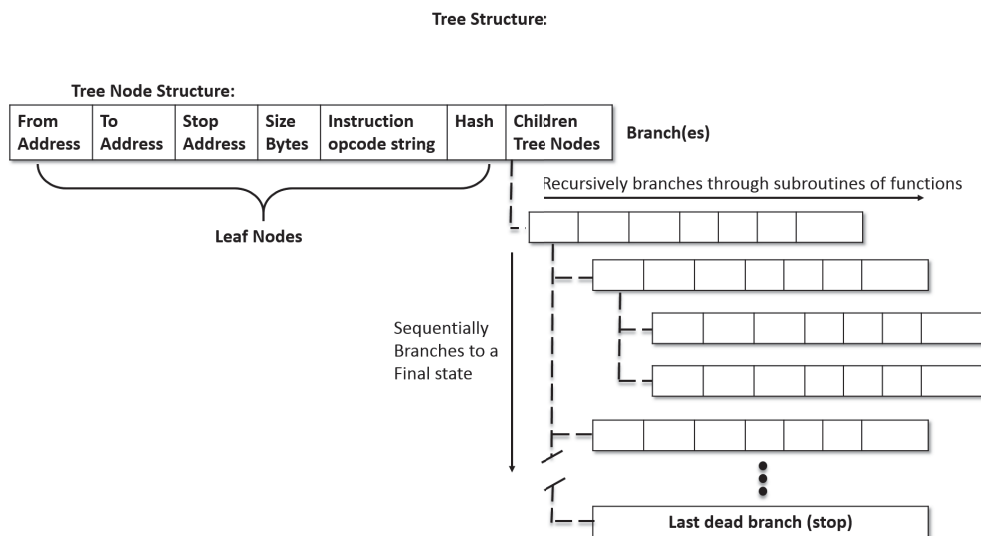 Tree Structure:
Tree Node Structure:
From
Address
To
Address
Stop
Address
Size
Bytes
Instruction
opcode string
Hash
Children
Tree Nodes
Branch(es)
Recursively branches through subroutines of functions
Leaf Nodes
Sequentially
Branches to a
Final state
Last dead branch (stop)